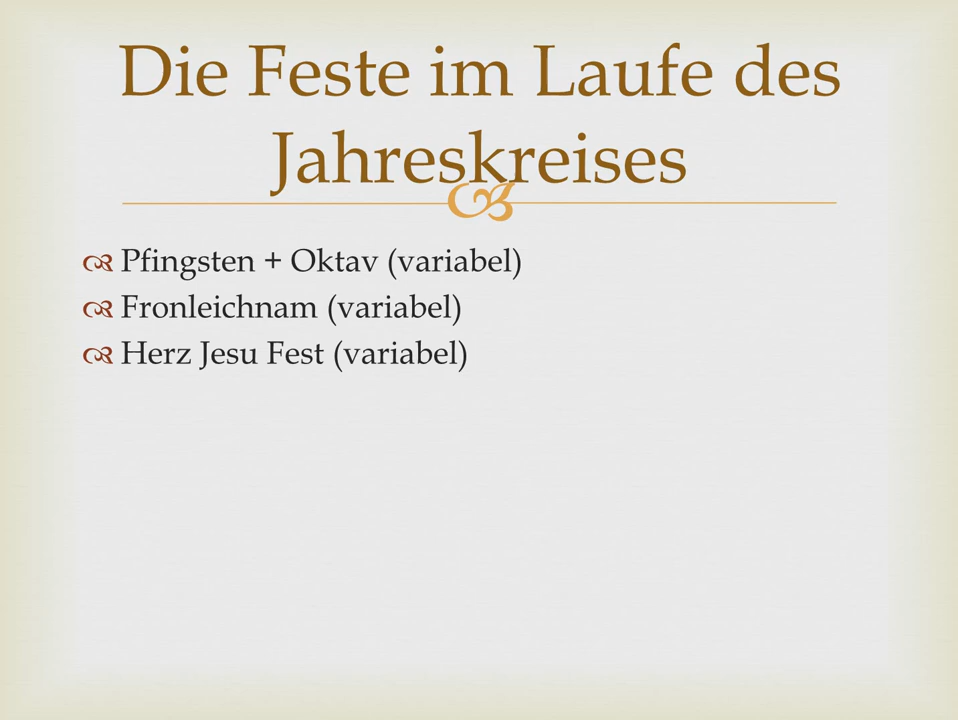 Die Feste im Laufe des
Jahreskreises
Pfingsten + Oktav (variabel)
Fronleichnam (variabel)
Herz Jesu Fest (variabel)